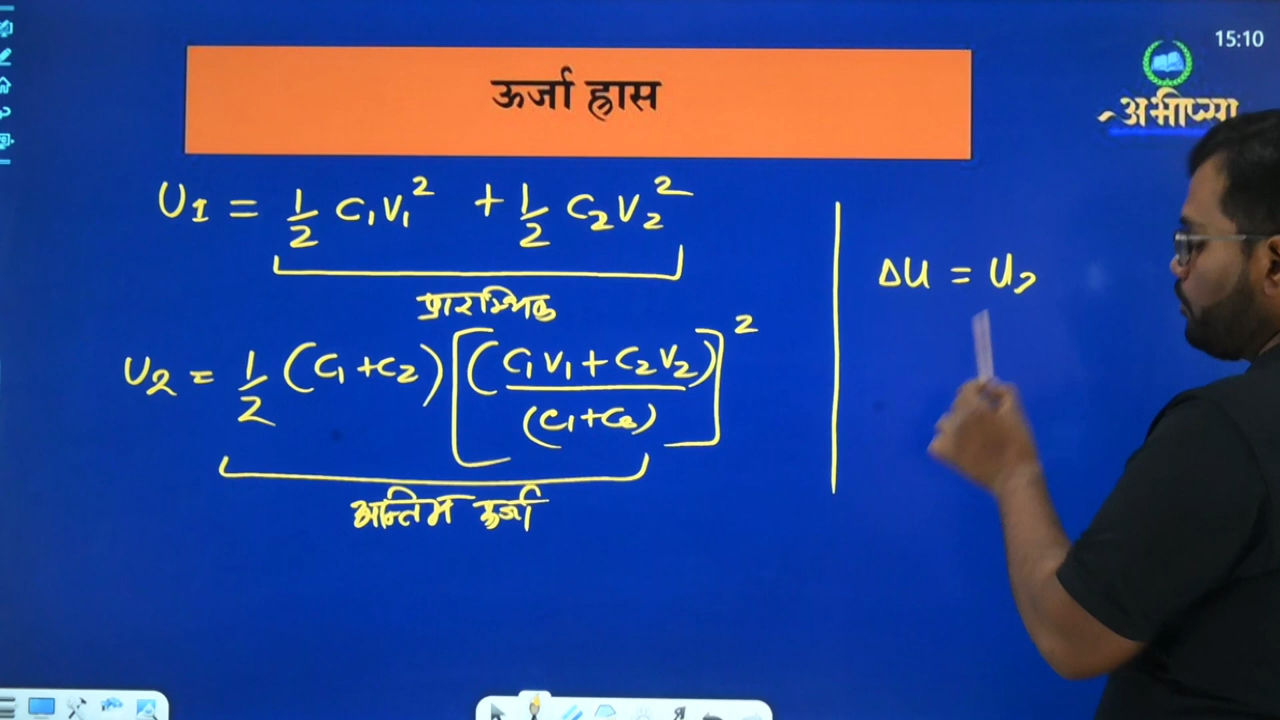 15:10
ऊर्जा ह्रास
अभीप्सा
U1 = 1/2 C₁V₁² + 1/2 C₂V₂²
प्रारम्भिक
U2 = 1/2 (C₁+C₂) [(C₁V₁ + C₂V₂)/(C₁+C₂)]²
अन्तिम ऊर्जा
ΔU = U₂